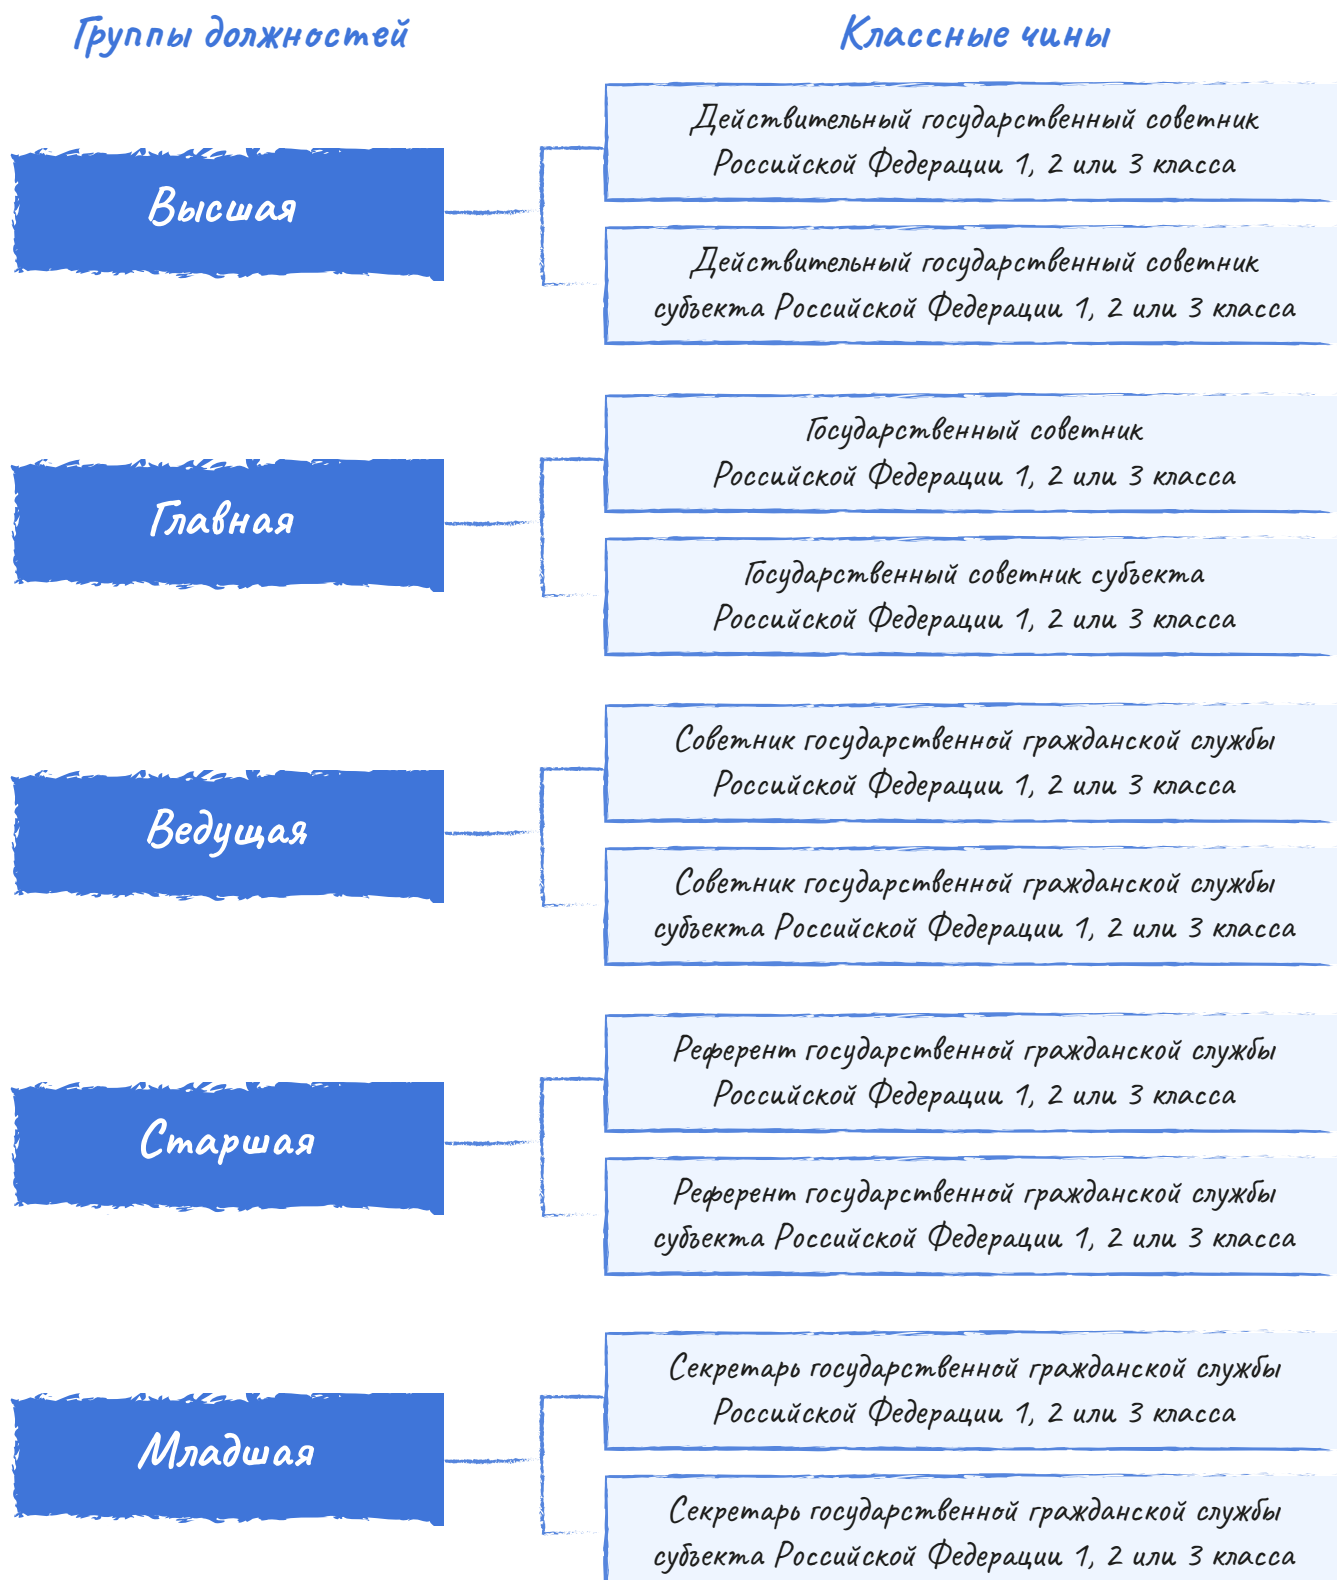 Группы должностей
Классные чины
Высшая
Действительный государственный советник
Российской Федерации 1, 2 или 3 класса
Действительный государственный советник
субъекта Российской Федерации 1, 2 или 3 класса
Главная
Государственный советник
Российской Федерации 1, 2 или 3 класса
Государственный советник субъекта
Российской Федерации 1, 2 или 3 класса
Ведущая
Советник государственной гражданской службы
Российской Федерации 1, 2 или 3 класса
Советник государственной гражданской службы
субъекта Российской Федерации 1, 2 или 3 класса
Старшая
Референт государственной гражданской службы
Российской Федерации 1, 2 или 3 класса
Референт государственной гражданской службы
субъекта Российской Федерации 1, 2 или 3 класса
Младшая
Секретарь государственной гражданской службы
Российской Федерации 1, 2 или 3 класса
Секретарь государственной гражданской службы
субъекта Российской Федерации 1, 2 или 3 класса